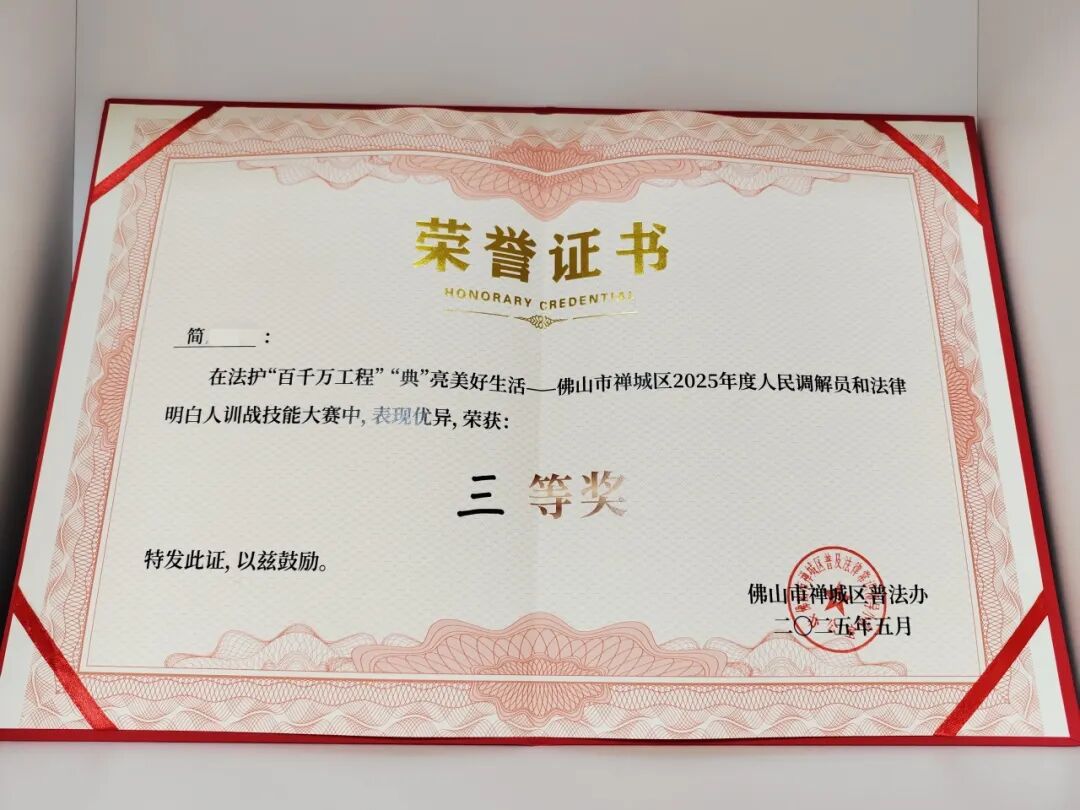 荣誉证书
HONORARY CREDENTIAL
简 :
在法护“百千万工程”“典”亮美好生活——佛山市禅城区2025年度人民调解员和法律
明白人训战技能大赛中, 表现优异, 荣获:
三 等奖
特发此证, 以兹鼓励。
佛山市禅城区普法办
二〇二五年五月